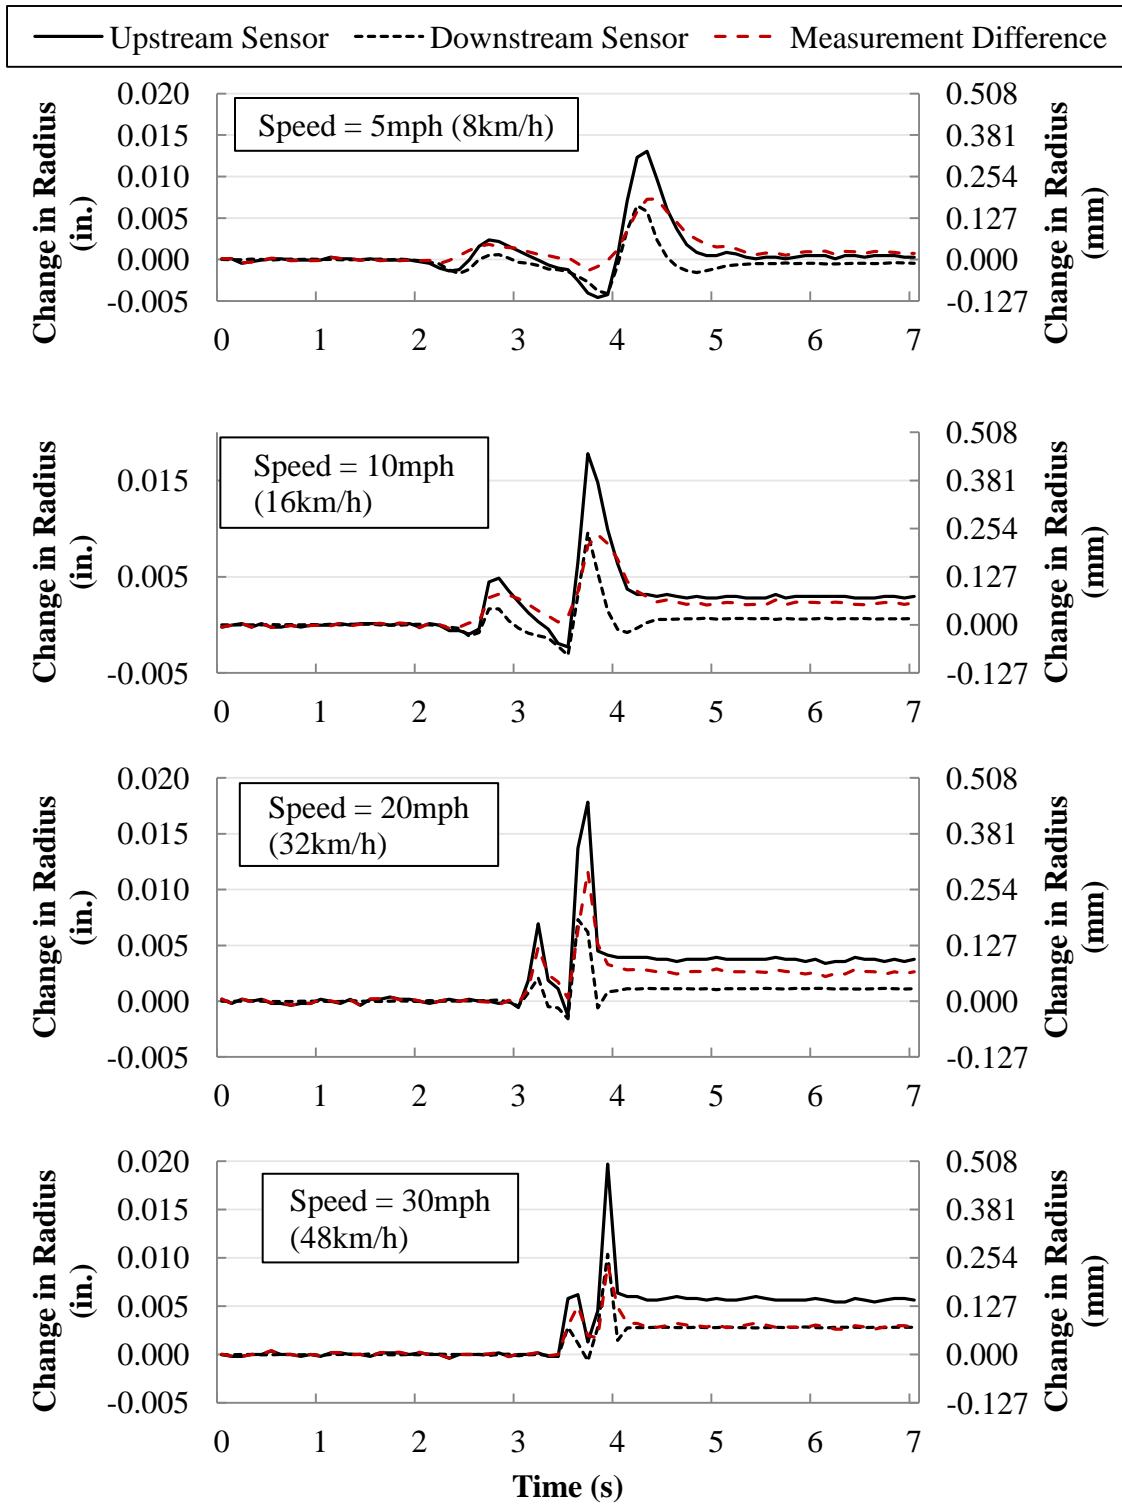 Upstream Sensor Downstream Sensor Measurement Difference
Change in Radius
(in.)
0.020
0.015
0.010
0.005
0.000
-0.005
Speed = 5mph (8km/h)
0.508
0.381
0.254
0.127
0.000
-0.127
Change in Radius
(mm)
0 1 2 3 4 5 6 7
Change in Radius
(in.)
0.015
0.005
-0.005
Speed = 10mph
(16km/h)
0.508
0.381
0.254
0.127
0.000
-0.127
Change in Radius
(mm)
0 1 2 3 4 5 6 7
Change in Radius
(in.)
0.020
0.015
0.010
0.005
0.000
-0.005
Speed = 20mph
(32km/h)
0.508
0.381
0.254
0.127
0.000
-0.127
Change in Radius
(mm)
0 1 2 3 4 5 6 7
Change in Radius
(in.)
0.020
0.015
0.010
0.005
0.000
-0.005
Speed = 30mph
(48km/h)
0.508
0.381
0.254
0.127
0.000
-0.127
Change in Radius
(mm)
0 1 2 3 4 5 6 7
Time (s)